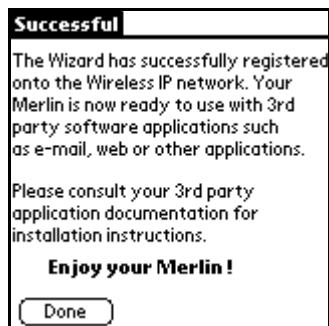 Successful
The Wizard has successfully registered
onto the Wireless IP network. Your
Merlin is now ready to use with 3rd
party software applications such
as e-mail, web or other applications.
Please consult your 3rd party
application documentation for
installation instructions.
Enjoy your Merlin !
Done